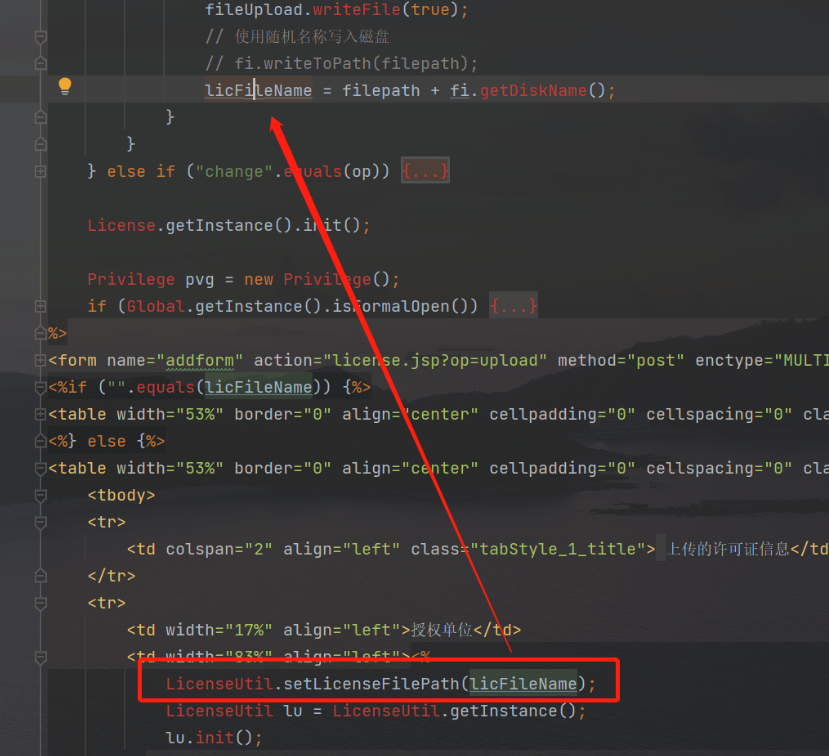 fileUpload.writeFile(true);
// 使用随机名称写入磁盘
// fi.writeToPath(filepath);
licFileName = filepath + fi.getDiskName();
}
}
} else if ("change".equals(op)) {...}
License.getInstance().init();
Privilege pvg = new Privilege();
if (Global.getInstance().isFormalOpen()) {...}
%>
<form name="addform" action="license.jsp?op=upload" method="post" enctype="MULTI
<%if ("".equals(licFileName)) {%>
<table width="53%" border="0" align="center" cellpadding="0" cellspacing="0" cla
<%} else {%>
<table width="53%" border="0" align="center" cellpadding="0" cellspacing="0" cla
<tbody>
<tr>
<td colspan="2" align="left" class="tabStyle_1_title"> 上传的许可证信息</td
</tr>
<tr>
<td width="17%" align="left">授权单位</td>
<td width="83%" align="left"><%
LicenseUtil.setLicenseFilePath(licFileName);
LicenseUtil lu = LicenseUtil.getInstance();
lu.init();